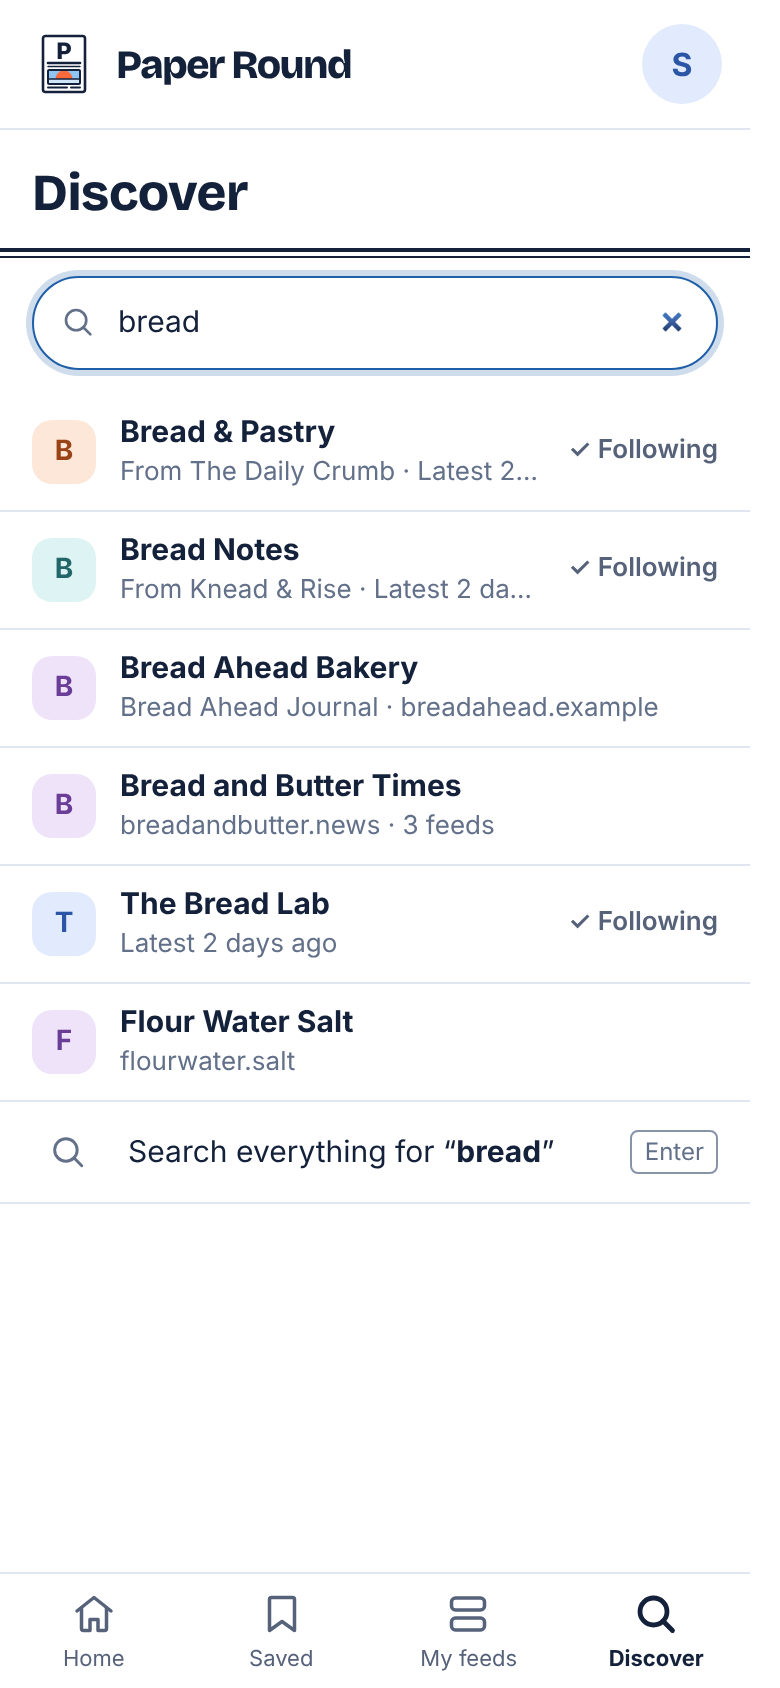 P
Paper Round
S
Discover
bread
B
Bread & Pastry
From The Daily Crumb · Latest 2...
✓ Following
B
Bread Notes
From Knead & Rise · Latest 2 da...
✓ Following
B
Bread Ahead Bakery
Bread Ahead Journal · breadahead.example
B
Bread and Butter Times
breadandbutter.news · 3 feeds
T
The Bread Lab
Latest 2 days ago
✓ Following
F
Flour Water Salt
flourwater.salt
Search everything for “bread”
Enter
Home
Saved
My feeds
Discover